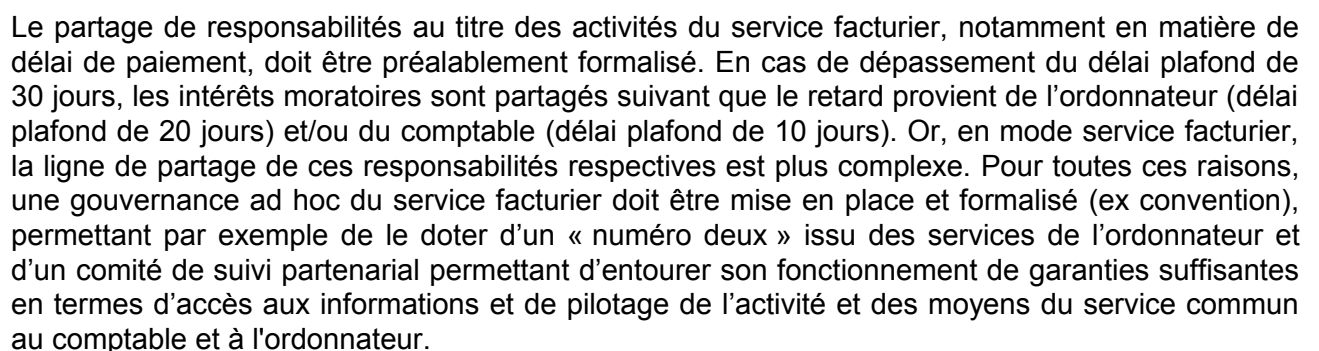 Le partage de responsabilités au titre des activités du service facturier, notamment en matière de
délai de paiement, doit être préalablement formalisé. En cas de dépassement du délai plafond de
30 jours, les intérêts moratoires sont partagés suivant que le retard provient de l’ordonnateur (délai
plafond de 20 jours) et/ou du comptable (délai plafond de 10 jours). Or, en mode service facturier,
la ligne de partage de ces responsabilités respectives est plus complexe. Pour toutes ces raisons,
une gouvernance ad hoc du service facturier doit être mise en place et formalisé (ex convention),
permettant par exemple de le doter d’un « numéro deux » issu des services de l’ordonnateur et
d’un comité de suivi partenarial permettant d’entourer son fonctionnement de garanties suffisantes
en termes d’accès aux informations et de pilotage de l’activité et des moyens du service commun
au comptable et à l'ordonnateur.